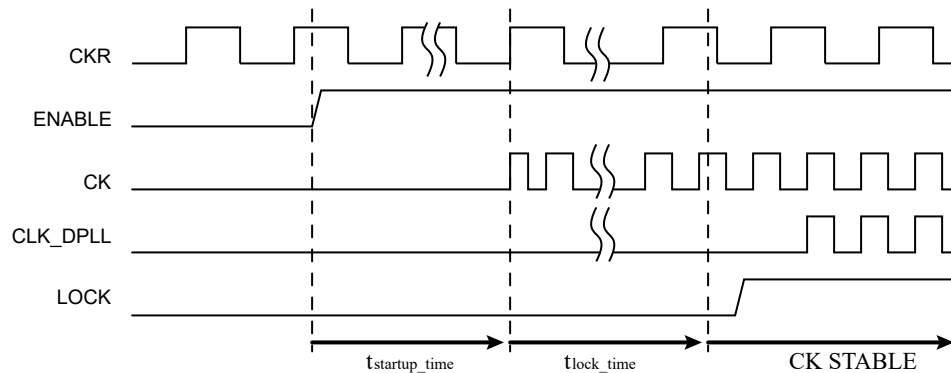 CKR
ENABLE
CK
CLK_DPLL
LOCK
tstartup_time tlock_time CK STABLE